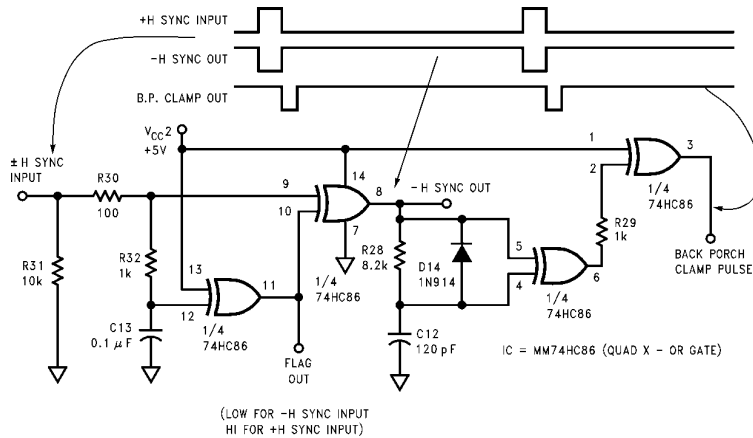 +H SYNC INPUT
-H SYNC OUT
B.P. CLAMP OUT
VCC2
+5V
±H SYNC
INPUT
R30
100
R31
10k
R32
1k
C13
0.1 μF
13
12
11
1/4
74HC86
FLAG
OUT
(LOW FOR -H SYNC INPUT
HI FOR +H SYNC INPUT)
9
10
14
8
7
1/4
74HC86
-H SYNC OUT
R28
8.2k
D14
1N914
C12
120 pF
5
4
6
1/4
74HC86
R29
1k
1
2
3
1/4
74HC86
BACK PORCH
CLAMP PULSE
IC = MM74HC86 (QUAD X - OR GATE)